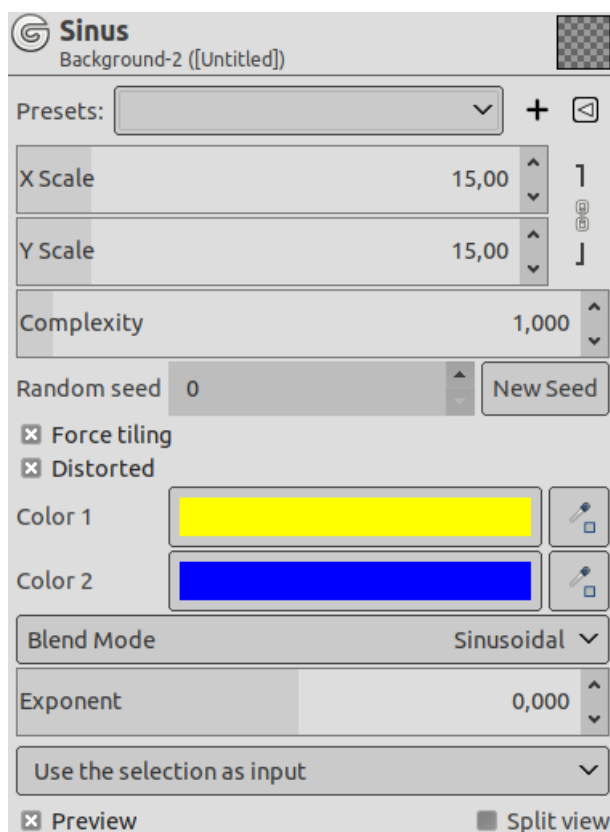 Sinus
Background-2 ([Untitled])
Presets:
X Scale 15,00
Y Scale 15,00
Complexity 1,000
Random seed 0 New Seed
Force tiling
Distorted
Color 1
Color 2
Blend Mode Sinusoidal
Exponent 0,000
Use the selection as input
Preview Split view